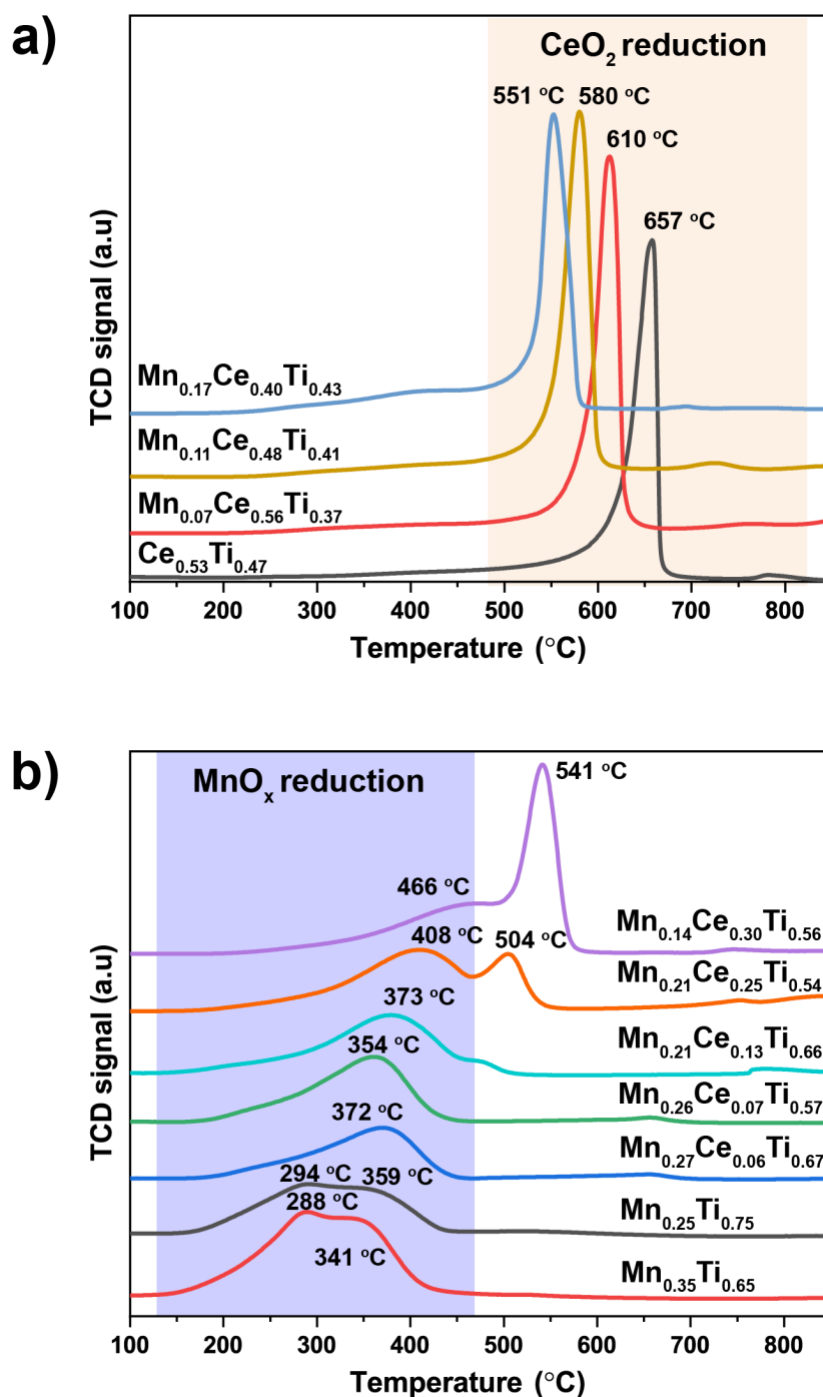 a)
CeO₂ reduction
551 °C
580 °C
610 °C
657 °C
Mn₀.₁₇Ce₀.₄₀Ti₀.₄₃
Mn₀.₁₁Ce₀.₄₈Ti₀.₄₁
Mn₀.₀₇Ce₀.₅₆Ti₀.₃₇
Ce₀.₅₃Ti₀.₄₇
TCD signal (a.u)
100 200 300 400 500 600 700 800
Temperature (°C)
b)
MnOₓ reduction
541 °C
466 °C
Mn₀.₁₄Ce₀.₃₀Ti₀.₅₆
408 °C
504 °C
Mn₀.₂₁Ce₀.₂₅Ti₀.₅₄
373 °C
Mn₀.₂₁Ce₀.₁₃Ti₀.₆₆
354 °C
Mn₀.₂₆Ce₀.₀₇Ti₀.₅₇
372 °C
Mn₀.₂₇Ce₀.₀₆Ti₀.₆₇
294 °C
359 °C
288 °C
Mn₀.₂₅Ti₀.₇₅
341 °C
Mn₀.₃₅Ti₀.₆₅
TCD signal (a.u)
100 200 300 400 500 600 700 800
Temperature (°C)